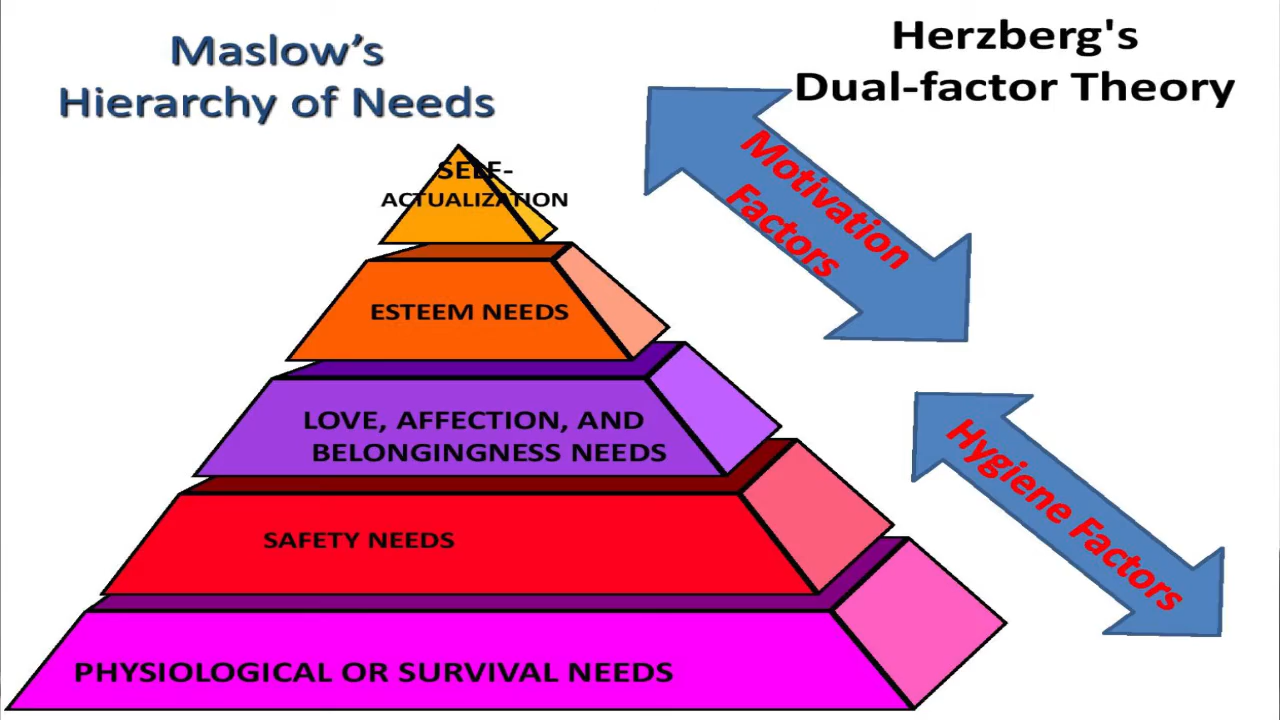 Maslow’s
Hierarchy of Needs
Herzberg's
Dual-factor Theory
SELF-
ACTUALIZATION
ESTEEM NEEDS
LOVE, AFFECTION, AND
BELONGINGNESS NEEDS
SAFETY NEEDS
PHYSIOLOGICAL OR SURVIVAL NEEDS
Motivation
Factors
Hygiene Factors